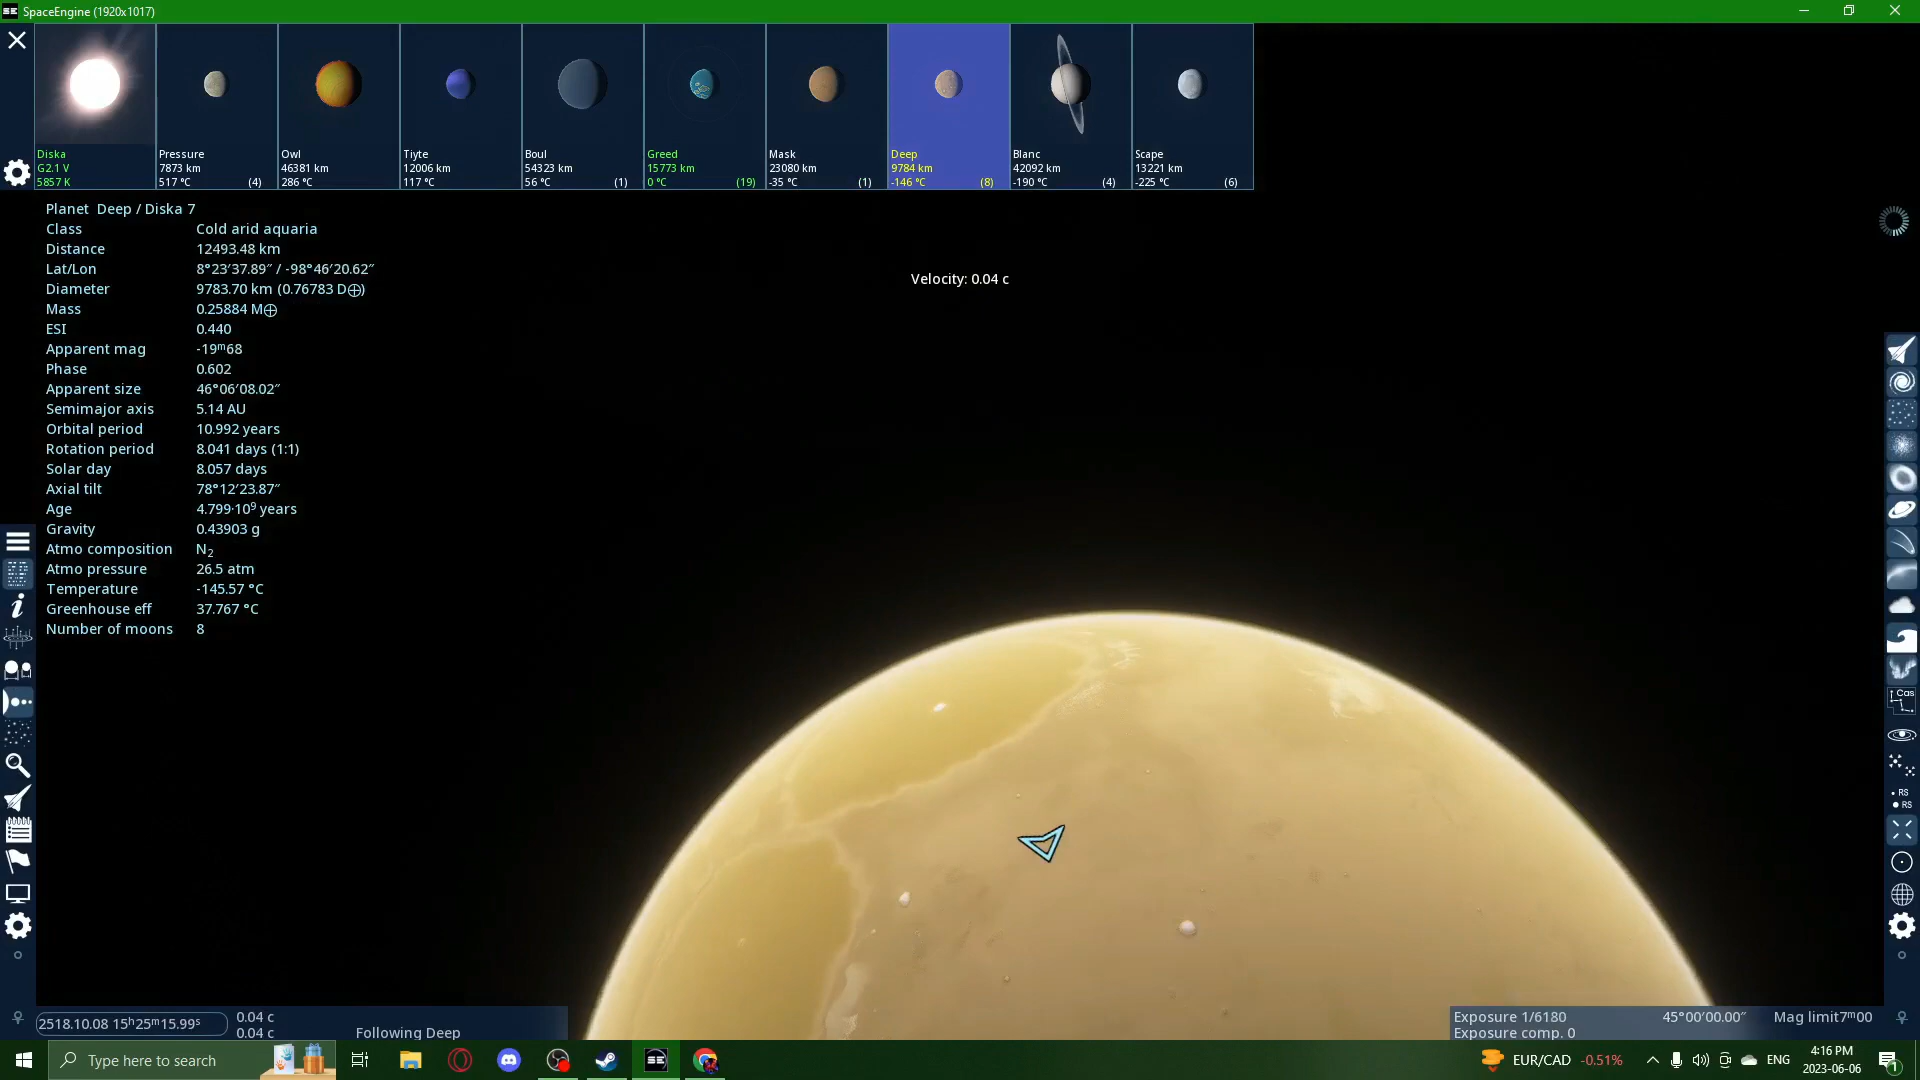 SpaceEngine (1920x1017)
Diska
G2.1 V
5857 K
Pressure
7873 km
517 °C (4)
Owl
46381 km
286 °C
Tiyte
12006 km
117 °C
Boul
54323 km
56 °C (1)
Greed
15773 km
0 °C (19)
Mask
23080 km
-35 °C (1)
Deep
9784 km
-146 °C (8)
Blanc
42092 km
-190 °C (4)
Scape
13221 km
-225 °C (6)
Planet Deep / Diska 7
Class Cold arid aquaria
Distance 12493.48 km
Lat/Lon 8°23′37.89″ / -98°46′20.62″
Diameter 9783.70 km (0.76783 D⊕)
Mass 0.25884 M⊕
ESI 0.440
Apparent mag -19ᵐ68
Phase 0.602
Apparent size 46°06′08.02″
Semimajor axis 5.14 AU
Orbital period 10.992 years
Rotation period 8.041 days (1:1)
Solar day 8.057 days
Axial tilt 78°12′23.87″
Age 4.799·10⁹ years
Gravity 0.43903 g
Atmo composition N₂
Atmo pressure 26.5 atm
Temperature -145.57 °C
Greenhouse eff 37.767 °C
Number of moons 8
Velocity: 0.04 c
Cas
RS
RS
2518.10.08 15ʰ25ᵐ15.99ˢ
0.04 c
0.04 c
Following Deep
Exposure 1/6180 45°00′00.00″ Mag limit7ᵐ00
Exposure comp. 0
Type here to search
SE
EUR/CAD -0.51%
ENG
4:16 PM
2023-06-06
1